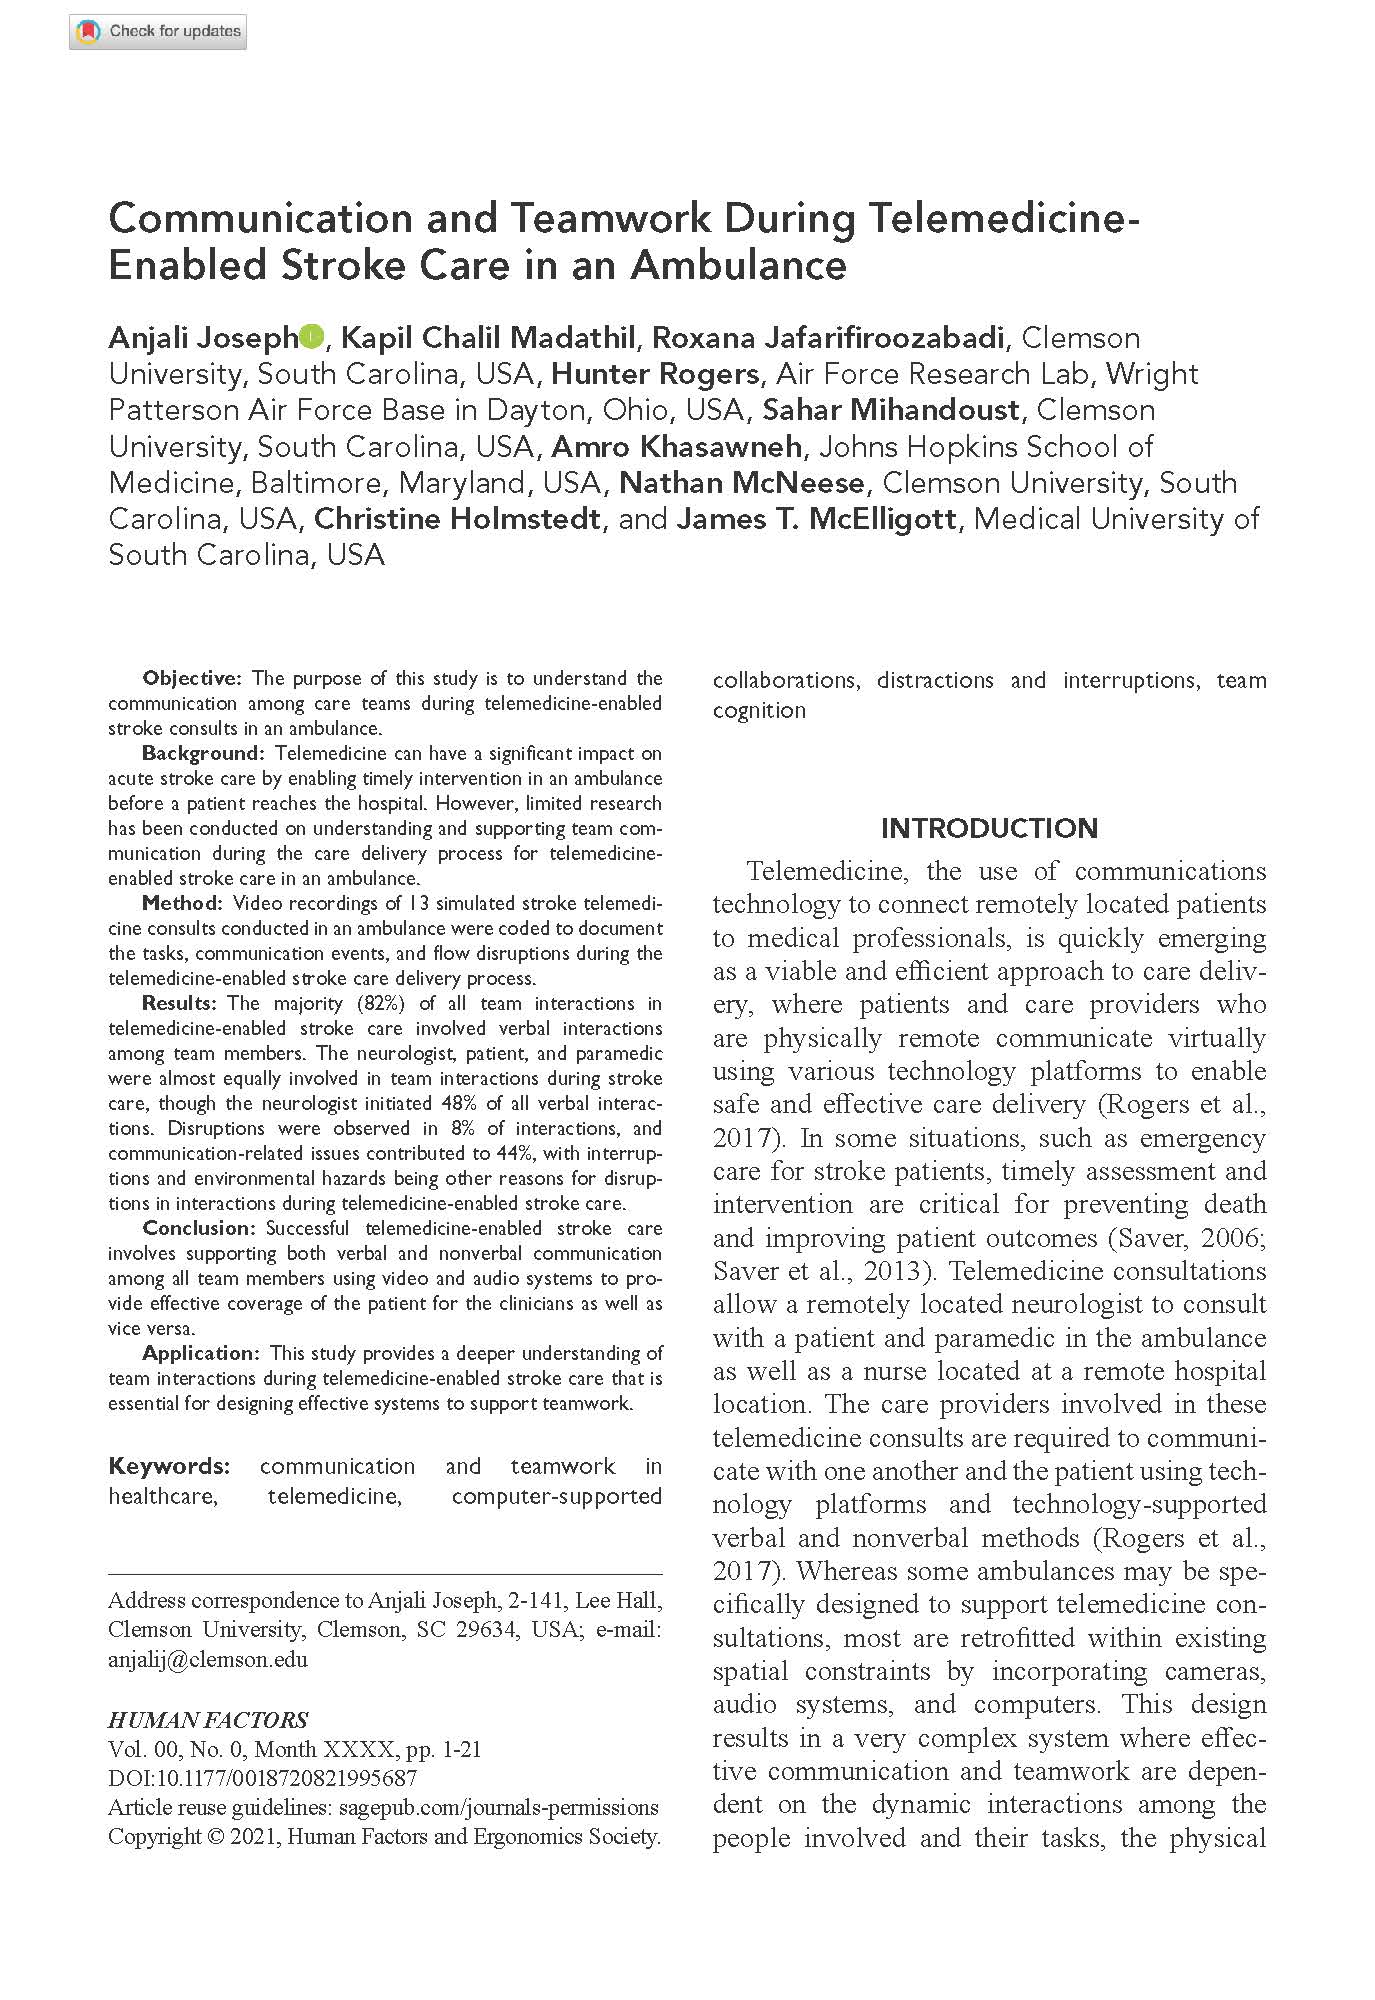 Check for updates
Communication and Teamwork During Telemedicine-
Enabled Stroke Care in an Ambulance
Anjali Joseph, Kapil Chalil Madathil, Roxana Jafarifiroozabadi, Clemson
University, South Carolina, USA, Hunter Rogers, Air Force Research Lab, Wright
Patterson Air Force Base in Dayton, Ohio, USA, Sahar Mihandoust, Clemson
University, South Carolina, USA, Amro Khasawneh, Johns Hopkins School of
Medicine, Baltimore, Maryland, USA, Nathan McNeese, Clemson University, South
Carolina, USA, Christine Holmstedt, and James T. McElligott, Medical University of
South Carolina, USA
Objective: The purpose of this study is to understand the
communication among care teams during telemedicine-enabled
stroke consults in an ambulance.
Background: Telemedicine can have a significant impact on
acute stroke care by enabling timely intervention in an ambulance
before a patient reaches the hospital. However, limited research
has been conducted on understanding and supporting team com-
munication during the care delivery process for telemedicine-
enabled stroke care in an ambulance.
Method: Video recordings of 13 simulated stroke telemedi-
cine consults conducted in an ambulance were coded to document
the tasks, communication events, and flow disruptions during the
telemedicine-enabled stroke care delivery process.
Results: The majority (82%) of all team interactions in
telemedicine-enabled stroke care involved verbal interactions
among team members. The neurologist, patient, and paramedic
were almost equally involved in team interactions during stroke
care, though the neurologist initiated 48% of all verbal interac-
tions. Disruptions were observed in 8% of interactions, and
communication-related issues contributed to 44%, with interrup-
tions and environmental hazards being other reasons for disrup-
tions in interactions during telemedicine-enabled stroke care.
Conclusion: Successful telemedicine-enabled stroke care
involves supporting both verbal and nonverbal communication
among all team members using video and audio systems to pro-
vide effective coverage of the patient for the clinicians as well as
vice versa.
Application: This study provides a deeper understanding of
team interactions during telemedicine-enabled stroke care that is
essential for designing effective systems to support teamwork.
Keywords: communication and teamwork in
healthcare, telemedicine, computer-supported
Address correspondence to Anjali Joseph, 2-141, Lee Hall,
Clemson University, Clemson, SC 29634, USA; e-mail:
anjalij@clemson.edu
HUMAN FACTORS
Vol. 00, No. 0, Month XXXX, pp. 1-21
DOI:10.1177/0018720821995687
Article reuse guidelines: sagepub.com/journals-permissions
Copyright © 2021, Human Factors and Ergonomics Society.
collaborations, distractions and interruptions, team
cognition
INTRODUCTION
Telemedicine, the use of communications
technology to connect remotely located patients
to medical professionals, is quickly emerging
as a viable and efficient approach to care deliv-
ery, where patients and care providers who
are physically remote communicate virtually
using various technology platforms to enable
safe and effective care delivery (Rogers et al.,
2017). In some situations, such as emergency
care for stroke patients, timely assessment and
intervention are critical for preventing death
and improving patient outcomes (Saver, 2006;
Saver et al., 2013). Telemedicine consultations
allow a remotely located neurologist to consult
with a patient and paramedic in the ambulance
as well as a nurse located at a remote hospital
location. The care providers involved in these
telemedicine consults are required to communi-
cate with one another and the patient using tech-
nology platforms and technology-supported
verbal and nonverbal methods (Rogers et al.,
2017). Whereas some ambulances may be spe-
cifically designed to support telemedicine con-
sultations, most are retrofitted within existing
spatial constraints by incorporating cameras,
audio systems, and computers. This design
results in a very complex system where effec-
tive communication and teamwork are depen-
dent on the dynamic interactions among the
people involved and their tasks, the physical